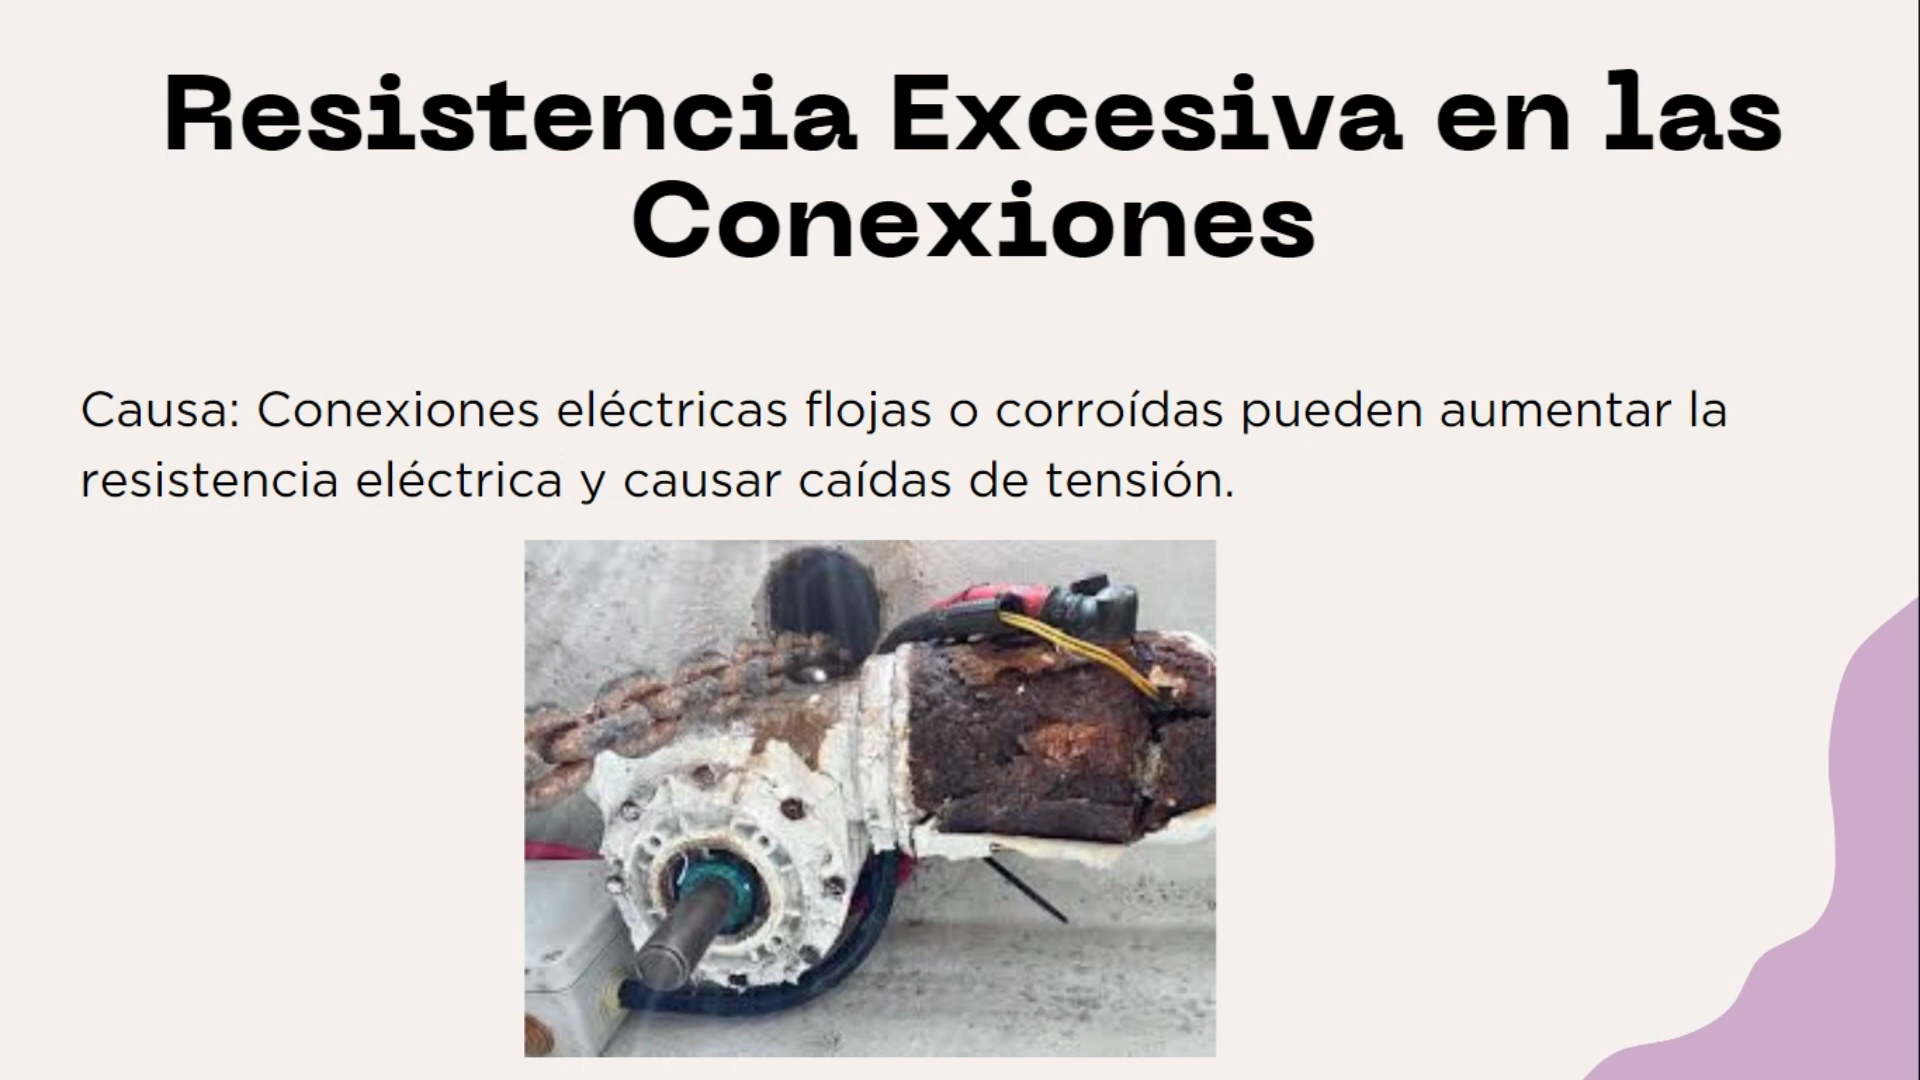 Resistencia Excesiva en las
Conexiones
Causa: Conexiones eléctricas flojas o corroídas pueden aumentar la
resistencia eléctrica y causar caídas de tensión.